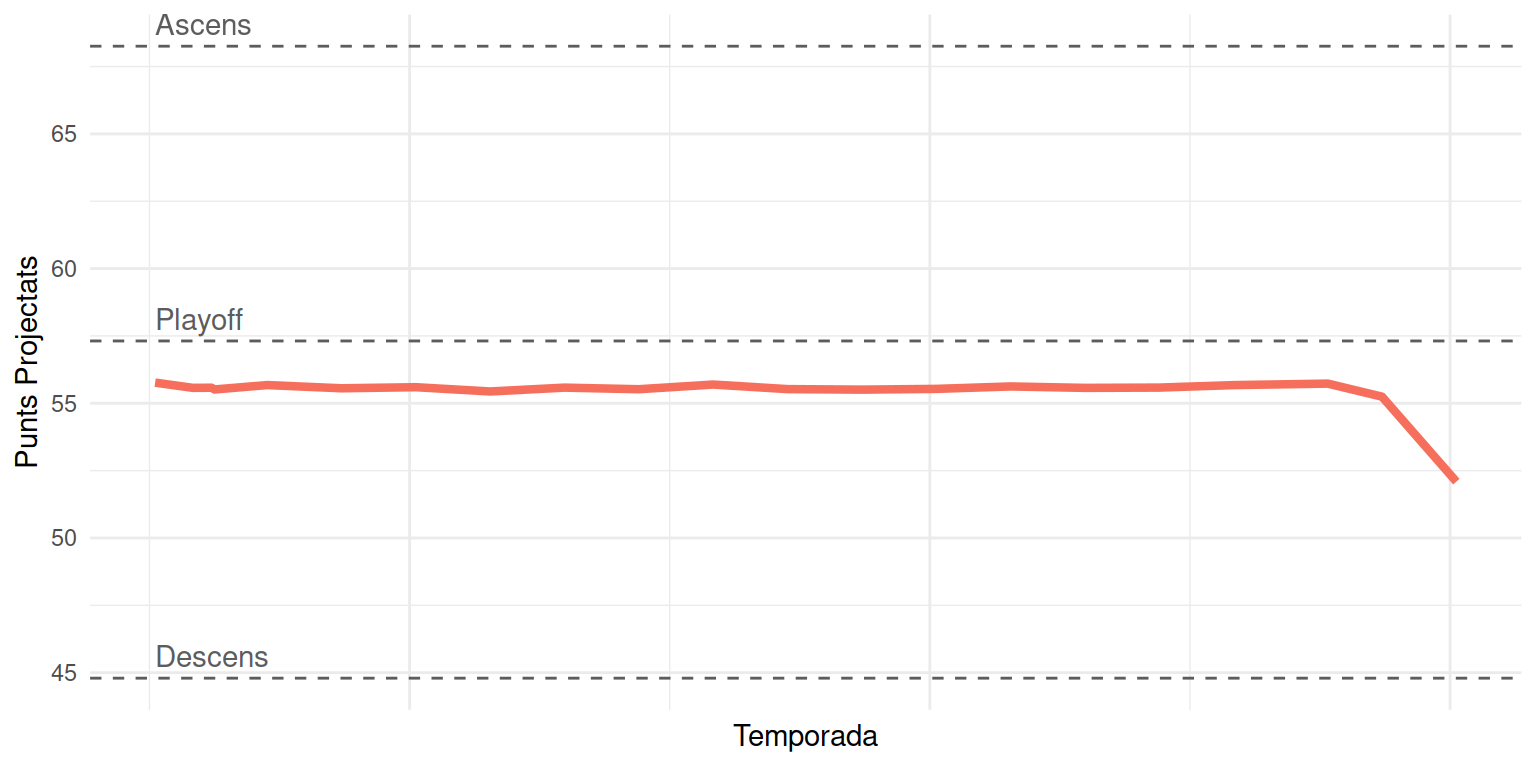 Ascens
65
60
Playoff
55
50
Descens
45
Punts Projectats
Temporada